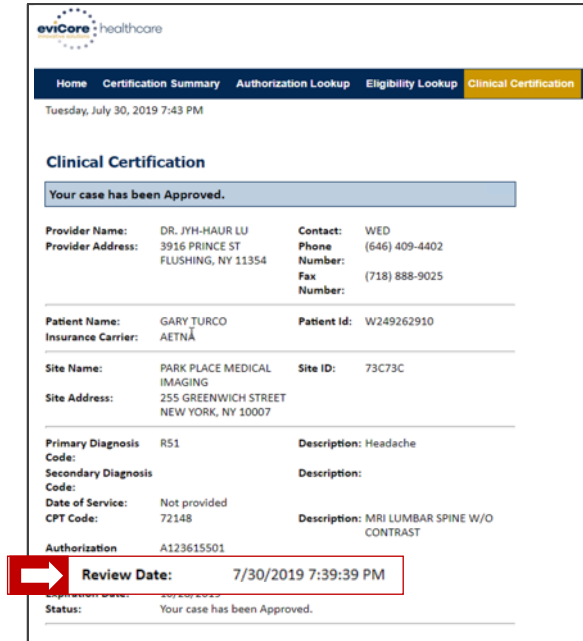 eviCore healthcare
innovative solutions
Home Certification Summary Authorization Lookup Eligibility Lookup Clinical Certification
Tuesday, July 30, 2019 7:43 PM
Clinical Certification
Your case has been Approved.
Provider Name: DR. JYH-HAUR LU Contact: WED
Provider Address: 3916 PRINCE ST Phone (646) 409-4402
FLUSHING, NY 11354 Number:
Fax (718) 888-9025
Number:
Patient Name: GARY TURCO Patient Id: W249262910
Insurance Carrier: AETNA
Site Name: PARK PLACE MEDICAL Site ID: 73C73C
IMAGING
Site Address: 255 GREENWICH STREET
NEW YORK, NY 10007
Primary Diagnosis R51 Description: Headache
Code:
Secondary Diagnosis Description:
Code:
Date of Service: Not provided
CPT Code: 72148 Description: MRI LUMBAR SPINE W/O
CONTRAST
Authorization A123615501
Review Date: 7/30/2019 7:39:39 PM
Expiration Date:
Status: Your case has been Approved.